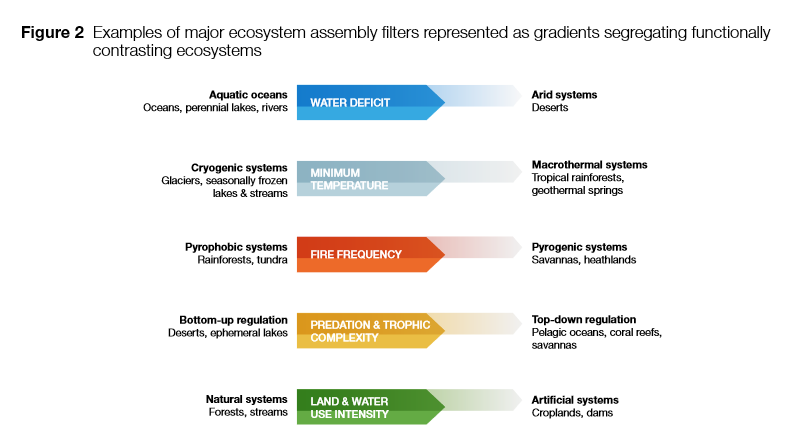 Figure 2 Examples of major ecosystem assembly filters represented as gradients segregating functionally
contrasting ecosystems
Aquatic oceans
Oceans, perennial lakes, rivers
WATER DEFICIT
Arid systems
Deserts
Cryogenic systems
Glaciers, seasonally frozen
lakes & streams
MINIMUM
TEMPERATURE
Macrothermal systems
Tropical rainforests,
geothermal springs
Pyrophobic systems
Rainforests, tundra
FIRE FREQUENCY
Pyrogenic systems
Savannas, heathlands
Bottom-up regulation
Deserts, ephemeral lakes
PREDATION & TROPHIC
COMPLEXITY
Top-down regulation
Pelagic oceans, coral reefs,
savannas
Natural systems
Forests, streams
LAND & WATER
USE INTENSITY
Artificial systems
Croplands, dams